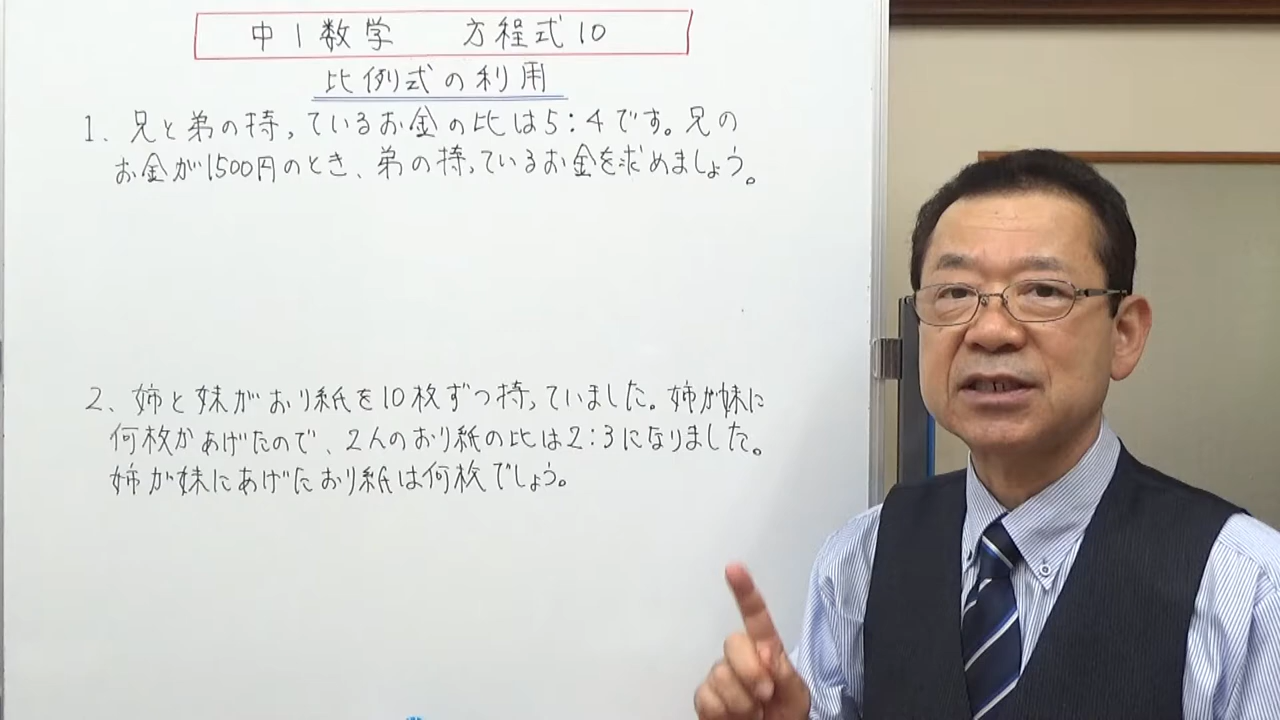 中1数学 方程式10
比例式の利用
1、兄と弟の持っているお金の比は5:4です。兄の
お金が1500円のとき、弟の持っているお金を求めましょう。
2、姉と妹がおり紙を10枚ずつ持っていました。姉が妹に
何枚かあげたので、2人のおり紙の比は2:3になりました。
姉が妹にあげたおり紙は何枚でしょう。